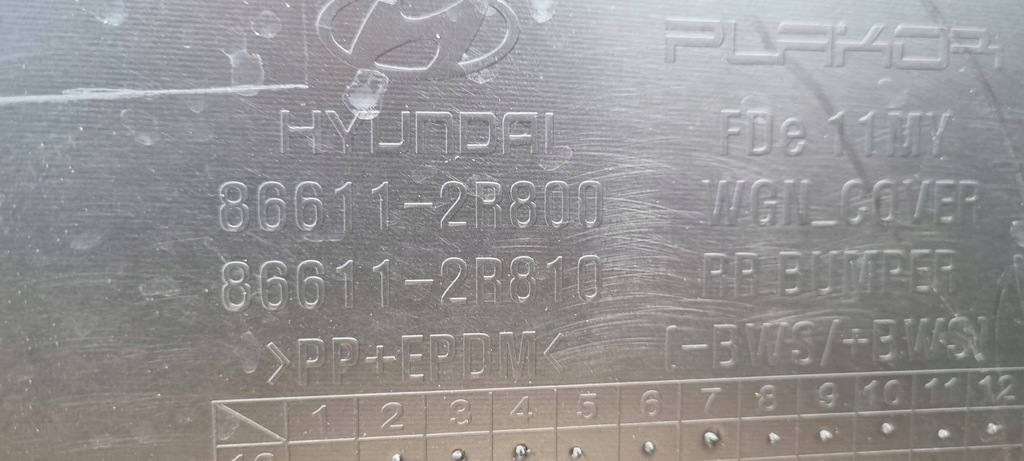 PLAKOR
HYUNDAI
FDe 11MY
86611-2R800
WGN_COVER
86611-2R810
RR BUMPER
>PP+EPDM<
(-BWS/+BWS)
1 2 3 4 5 6 7 8 9 10 11 12